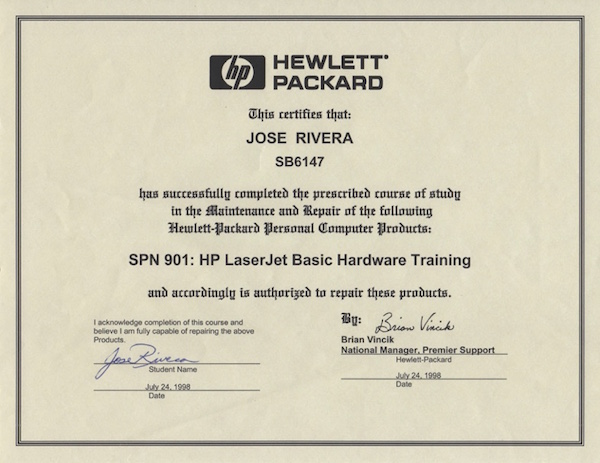 hp HEWLETT®
PACKARD
This certifies that:
JOSE RIVERA
SB6147
has successfully completed the prescribed course of study
in the Maintenance and Repair of the following
Hewlett-Packard Personal Computer Products:
SPN 901: HP LaserJet Basic Hardware Training
and accordingly is authorized to repair these products.
I acknowledge completion of this course and
believe I am fully capable of repairing the above
Products.
Jose Rivera
Student Name
July 24, 1998
Date
By: Brian Vincik
Brian Vincik
National Manager, Premier Support
Hewlett-Packard
July 24, 1998
Date